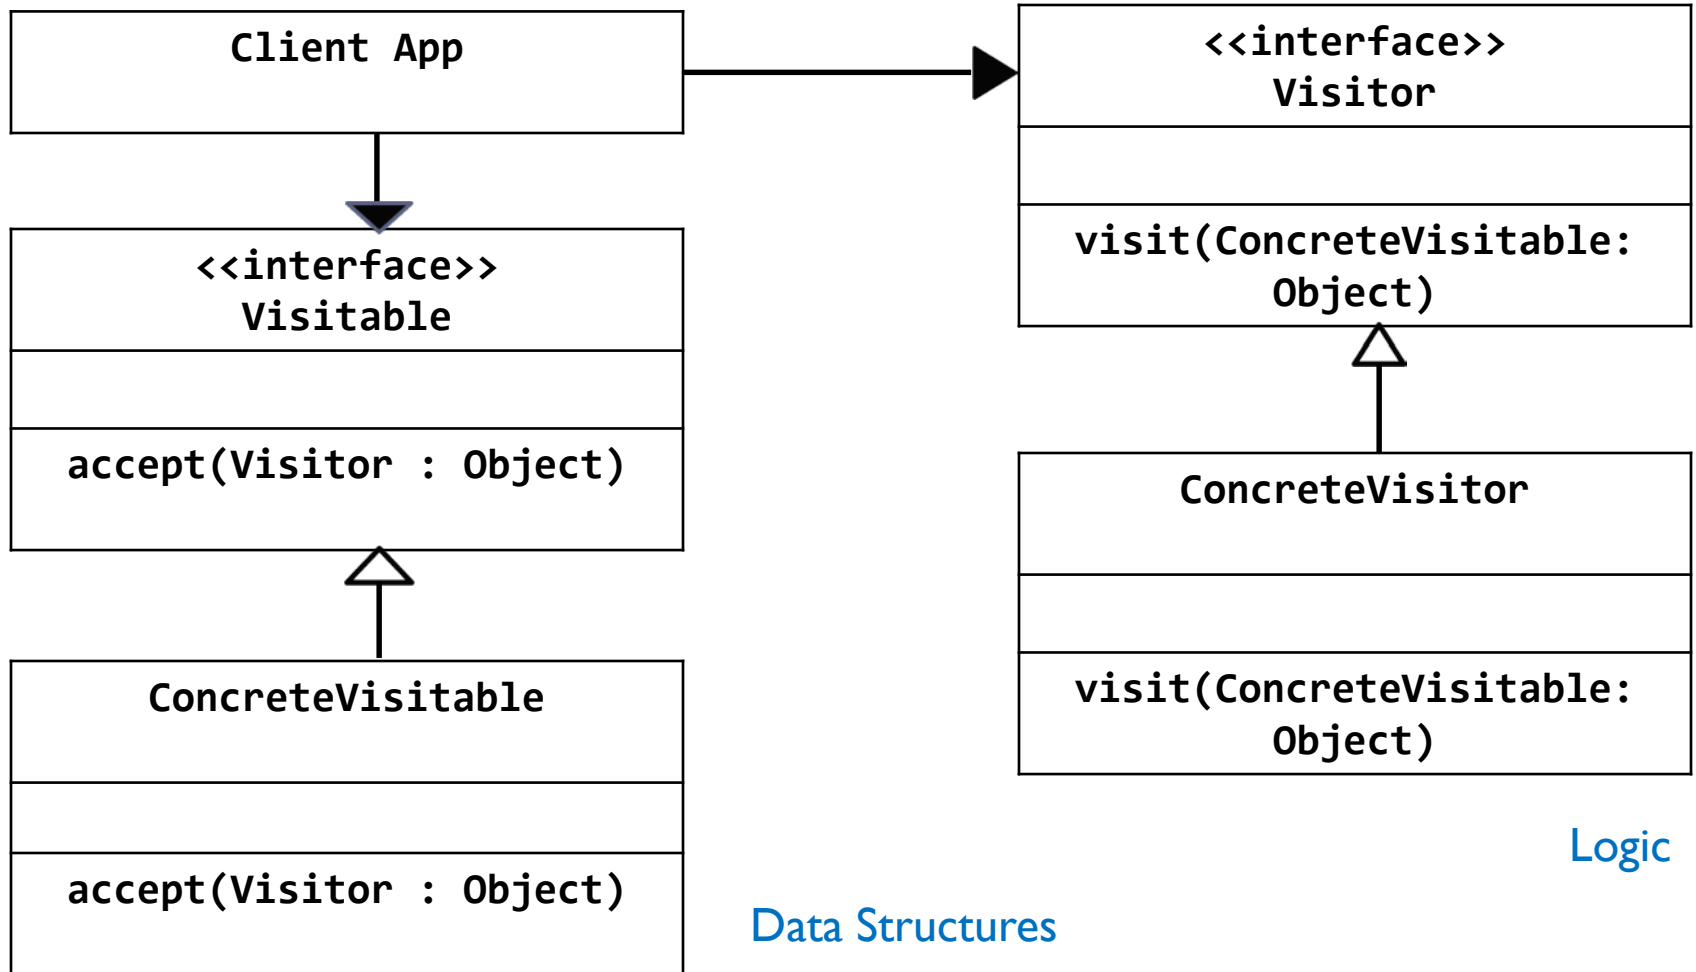 Client App
<<interface>>
Visitor
visit(ConcreteVisitable:
Object)
<<interface>>
Visitable
accept(Visitor : Object)
ConcreteVisitor
visit(ConcreteVisitable:
Object)
ConcreteVisitable
accept(Visitor : Object)
Logic
Data Structures